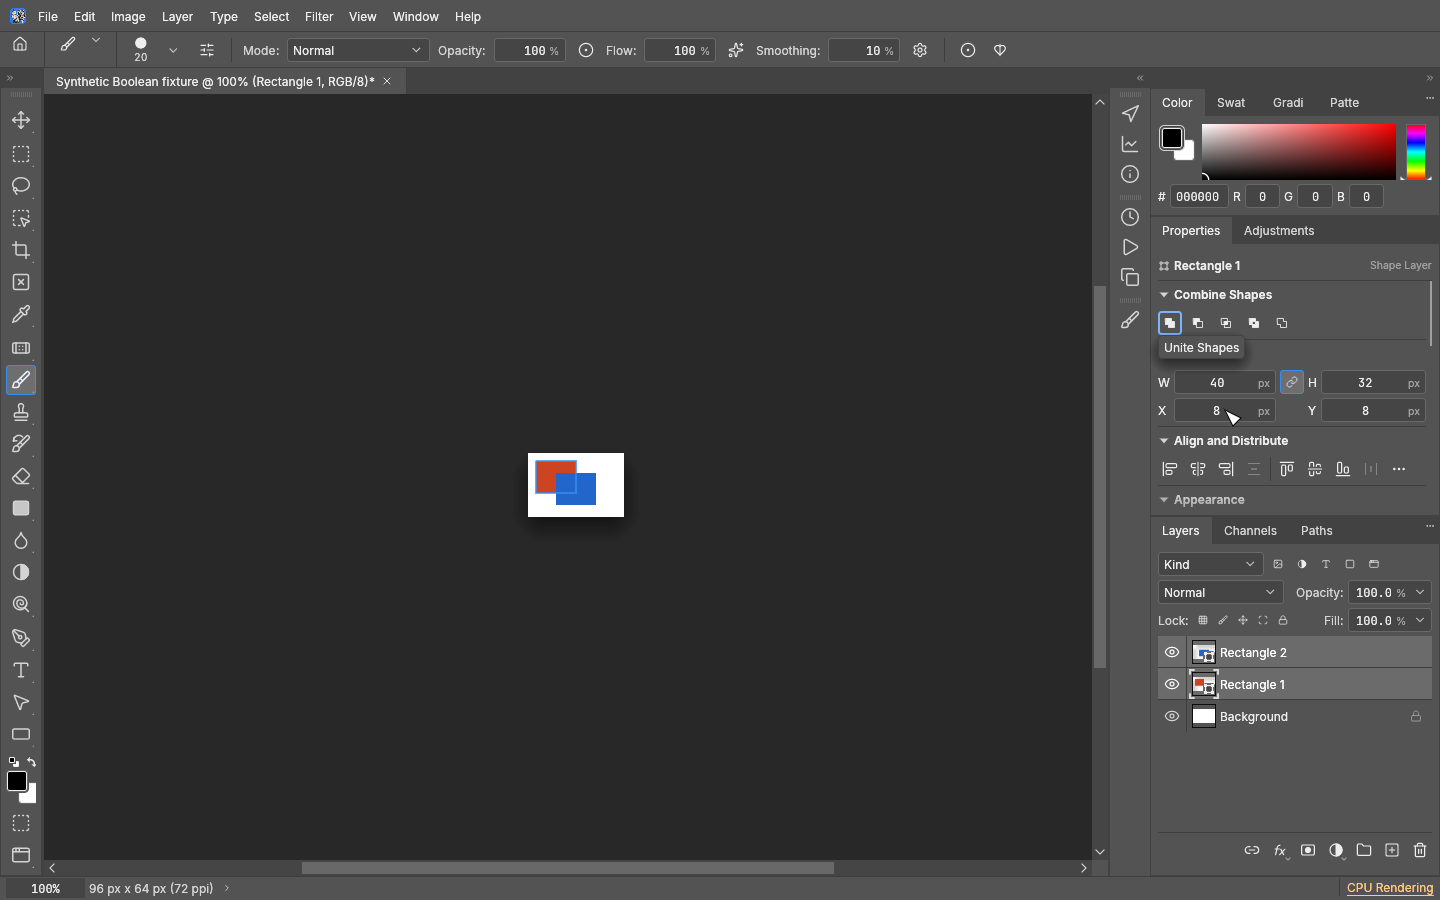 File Edit Image Layer Type Select Filter View Window Help
20 Mode: Normal Opacity: 100 % Flow: 100 % Smoothing: 10 %
Synthetic Boolean fixture @ 100% (Rectangle 1, RGB/8)* ×
Color Swat Gradi Patte
# 000000 R 0 G 0 B 0
Properties Adjustments
Rectangle 1 Shape Layer
Combine Shapes
Unite Shapes
W 40 px H 32 px
X 8 px Y 8 px
Align and Distribute
Appearance
Layers Channels Paths
Kind
Normal Opacity: 100.0 %
Lock: Fill: 100.0 %
Rectangle 2
Rectangle 1
Background
fx
100% 96 px x 64 px (72 ppi) CPU Rendering